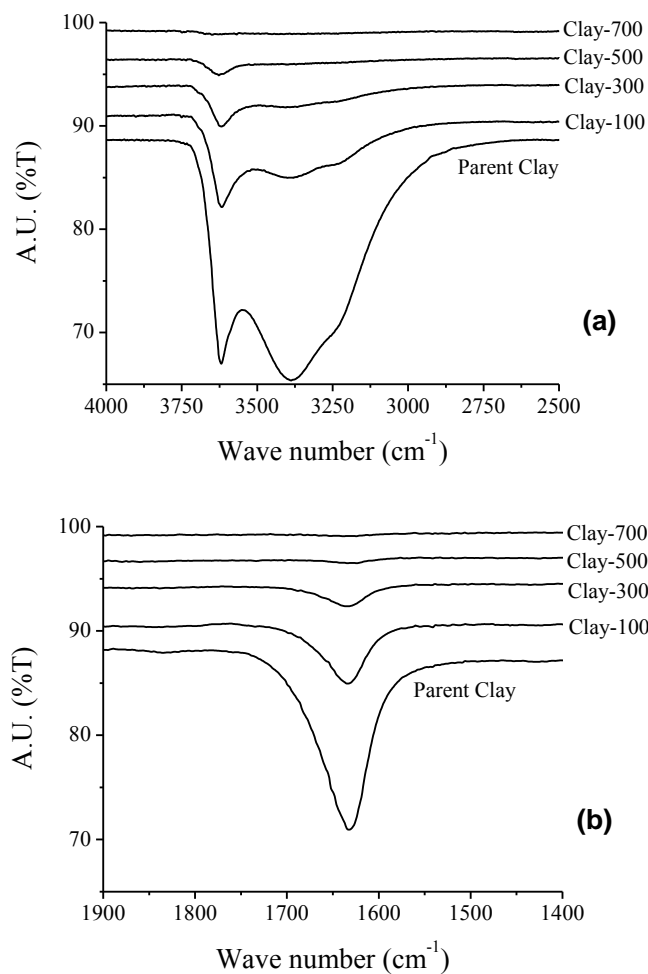 100
90
80
70
A.U. (%T)
Clay-700
Clay-500
Clay-300
Clay-100
Parent Clay
(a)
4000 3750 3500 3250 3000 2750 2500
Wave number (cm⁻¹)
100
90
80
70
A.U. (%T)
Clay-700
Clay-500
Clay-300
Clay-100
Parent Clay
(b)
1900 1800 1700 1600 1500 1400
Wave number (cm⁻¹)